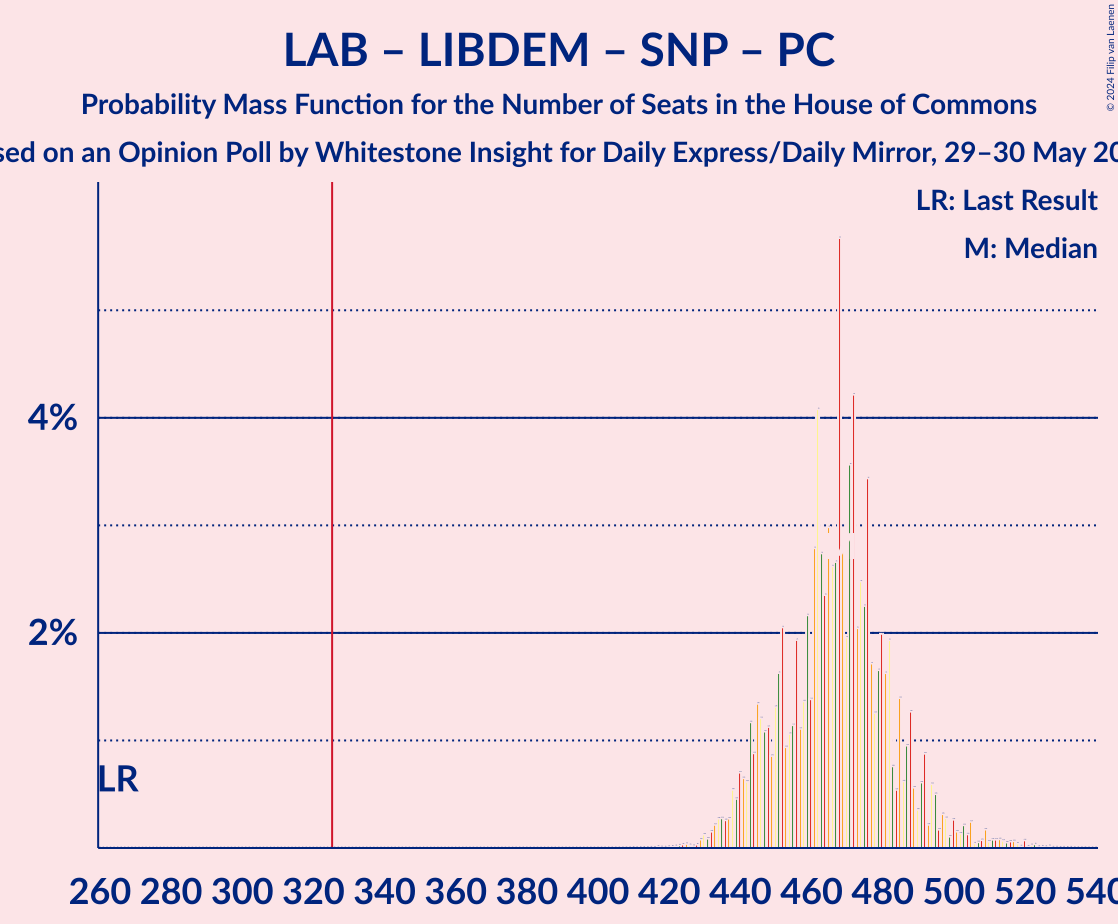 LAB – LIBDEM – SNP – PC
Probability Mass Function for the Number of Seats in the House of Commons
sed on an Opinion Poll by Whitestone Insight for Daily Express/Daily Mirror, 29–30 May 20
© 2024 Filip van Laenen
LR: Last Result
M: Median
4%
2%
LR
260 280 300 320 340 360 380 400 420 440 460 480 500 520 540